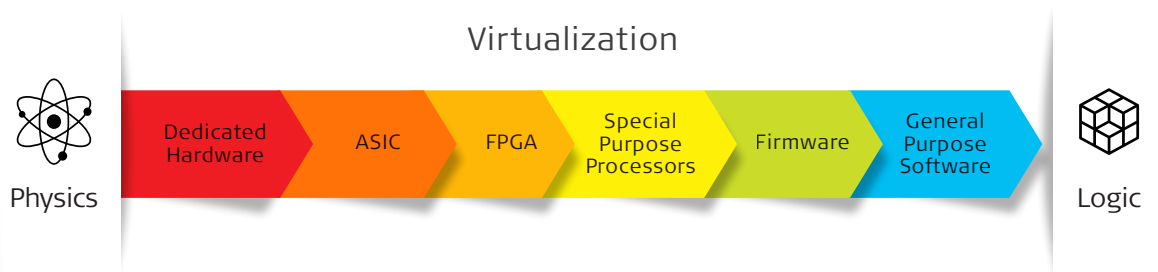 Virtualization
Physics
Dedicated
Hardware
ASIC
FPGA
Special
Purpose
Processors
Firmware
General
Purpose
Software
Logic